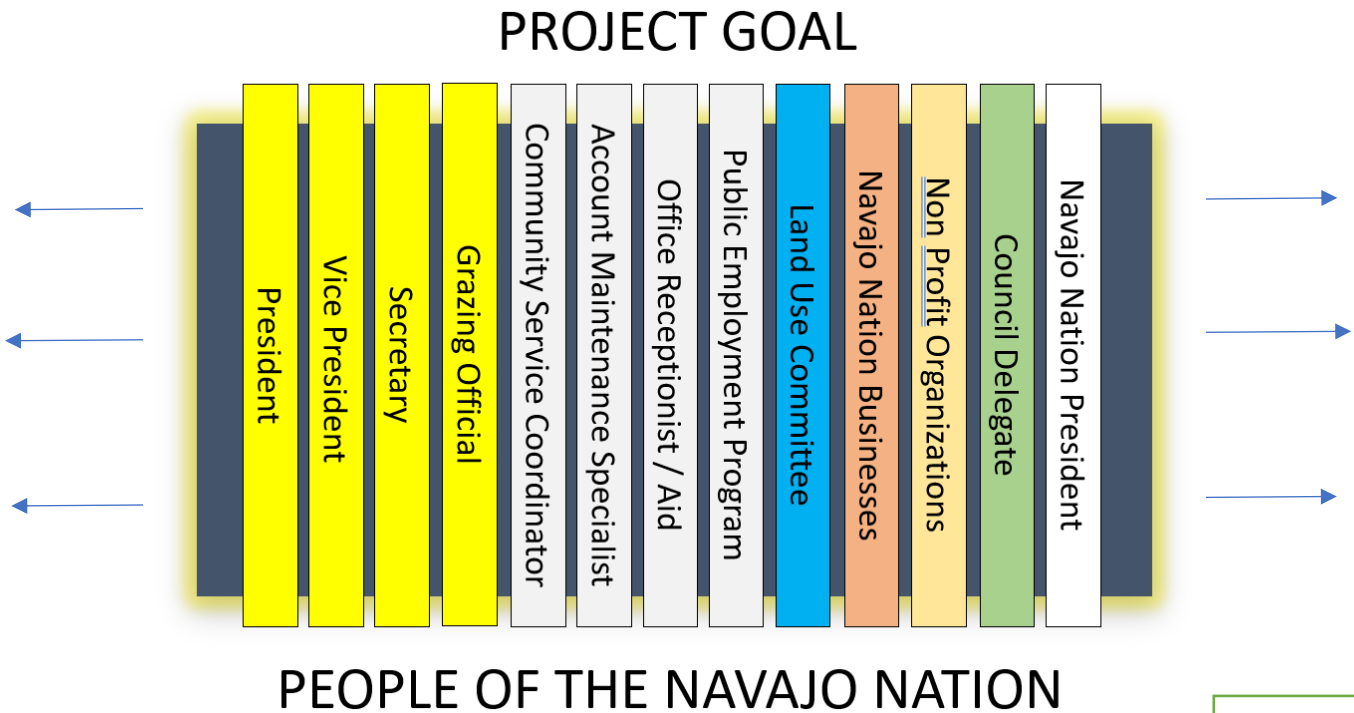 PROJECT GOAL
President
Vice President
Secretary
Grazing Official
Community Service Coordinator
Account Maintenance Specialist
Office Receptionist / Aid
Public Employment Program
Land Use Committee
Navajo Nation Businesses
Non Profit Organizations
Council Delegate
Navajo Nation President
PEOPLE OF THE NAVAJO NATION